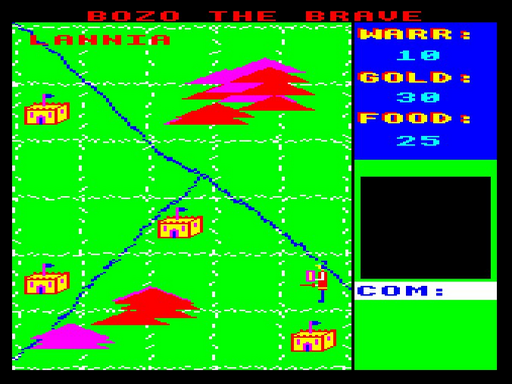 BOZO THE BRAVE
LANNIA
WARR:
10
GOLD:
30
FOOD:
25
COM: